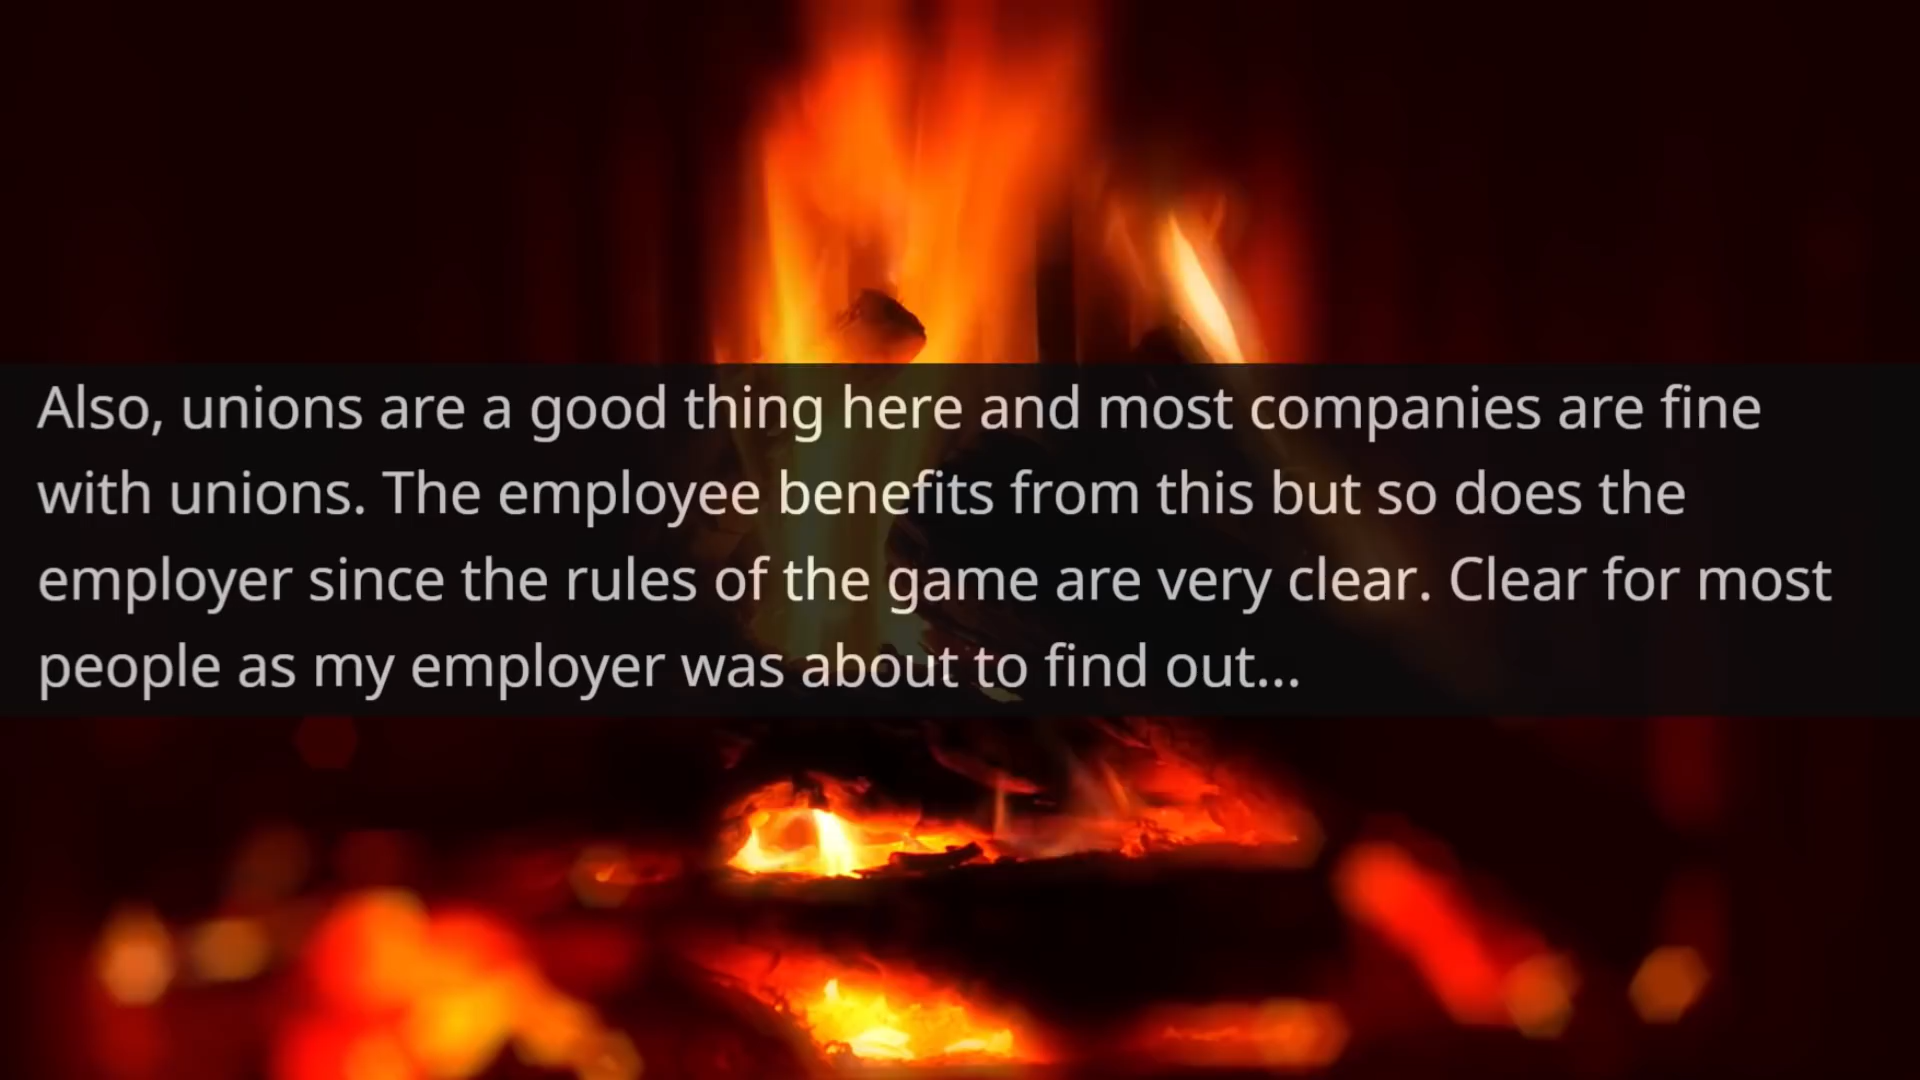 Also, unions are a good thing here and most companies are fine
with unions. The employee benefits from this but so does the
employer since the rules of the game are very clear. Clear for most
people as my employer was about to find out...